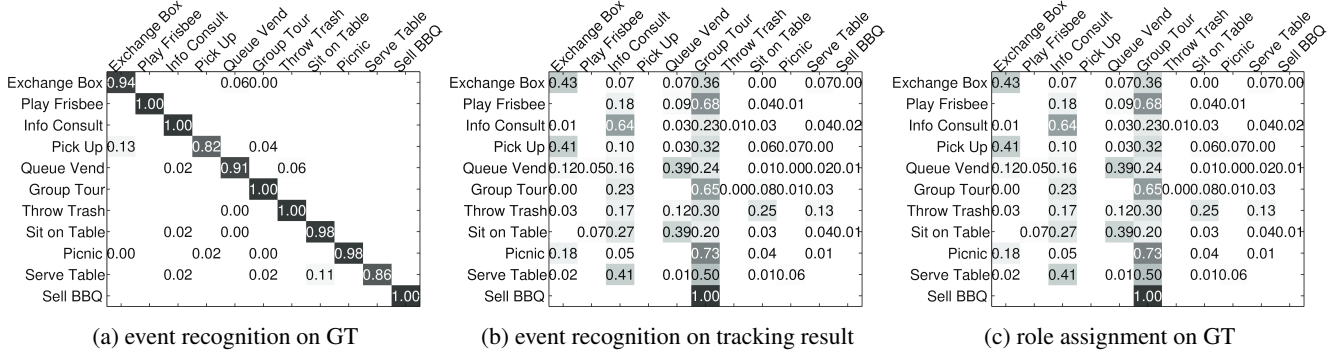 Exchange Box Play Frisbee Info Consult Pick Up Queue Vend Group Tour Throw Trash Sit on Table Picnic Serve Table Sell BBQ
Exchange Box 0.94 0.06 0.00
Play Frisbee 1.00
Info Consult 1.00
Pick Up 0.13 0.82 0.04
Queue Vend 0.02 0.91 0.06
Group Tour 1.00
Throw Trash 0.00 1.00
Sit on Table 0.02 0.00 0.98
Picnic 0.00 0.02 0.00 0.98
Serve Table 0.02 0.02 0.11 0.86
Sell BBQ 1.00
(a) event recognition on GT
Exchange Box Play Frisbee Info Consult Pick Up Queue Vend Group Tour Throw Trash Sit on Table Picnic Serve Table Sell BBQ
Exchange Box 0.43 0.07 0.07 0.36 0.00 0.07 0.00
Play Frisbee 0.18 0.09 0.68 0.04 0.01
Info Consult 0.01 0.64 0.03 0.23 0.01 0.03 0.04 0.02
Pick Up 0.41 0.10 0.03 0.32 0.06 0.07 0.00
Queue Vend 0.12 0.05 0.16 0.39 0.24 0.01 0.00 0.02 0.01
Group Tour 0.00 0.23 0.65 0.00 0.08 0.01 0.03
Throw Trash 0.03 0.17 0.12 0.30 0.25 0.13
Sit on Table 0.07 0.27 0.39 0.20 0.03 0.04 0.01
Picnic 0.18 0.05 0.73 0.04 0.01
Serve Table 0.02 0.41 0.01 0.50 0.01 0.06
Sell BBQ 1.00
(b) event recognition on tracking result
Exchange Box Play Frisbee Info Consult Pick Up Queue Vend Group Tour Throw Trash Sit on Table Picnic Serve Table Sell BBQ
Exchange Box 0.43 0.07 0.07 0.36 0.00 0.07 0.00
Play Frisbee 0.18 0.09 0.68 0.04 0.01
Info Consult 0.01 0.64 0.03 0.23 0.01 0.03 0.04 0.02
Pick Up 0.41 0.10 0.03 0.32 0.06 0.07 0.00
Queue Vend 0.12 0.05 0.16 0.39 0.24 0.01 0.00 0.02 0.01
Group Tour 0.00 0.23 0.65 0.00 0.08 0.01 0.03
Throw Trash 0.03 0.17 0.12 0.30 0.25 0.13
Sit on Table 0.07 0.27 0.39 0.20 0.03 0.04 0.01
Picnic 0.18 0.05 0.73 0.04 0.01
Serve Table 0.02 0.41 0.01 0.50 0.01 0.06
Sell BBQ 1.00
(c) role assignment on GT